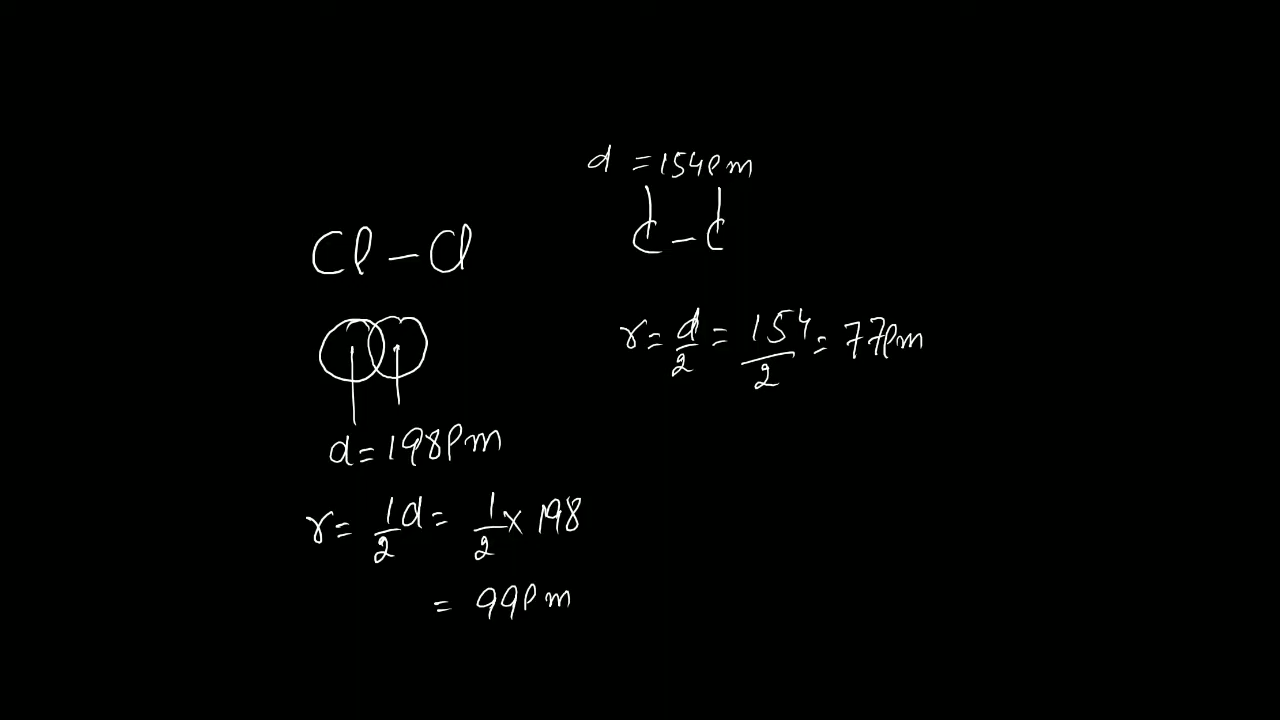 d = 154pm
C - C
Cl - Cl
r = d/2 = 154/2 = 77pm
d = 198pm
r = 1/2 d = 1/2 × 198
= 99pm